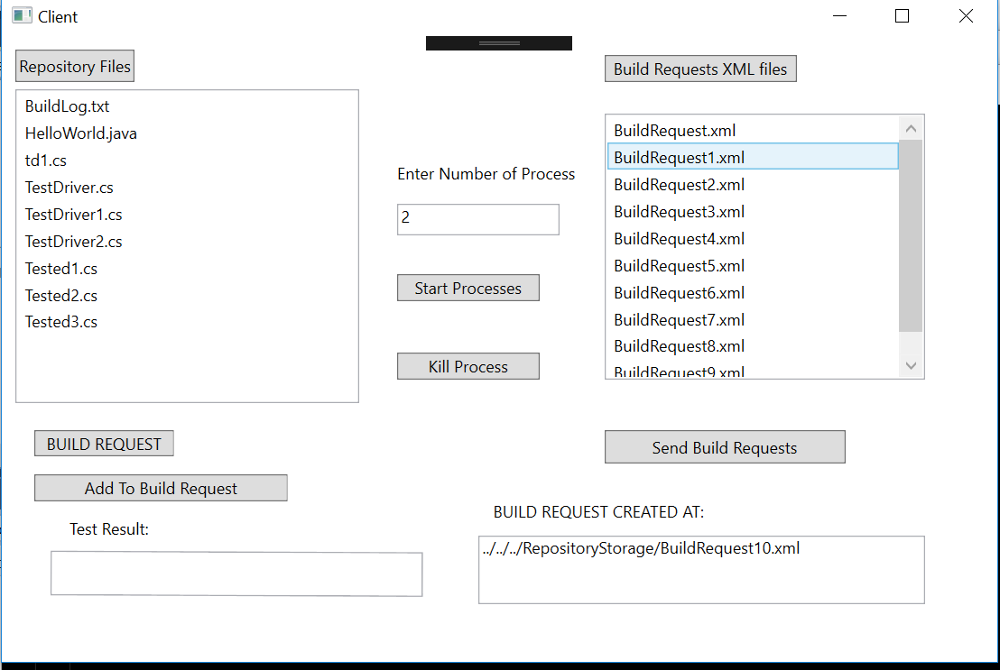 Client
Repository Files
BuildLog.txt
HelloWorld.java
td1.cs
TestDriver.cs
TestDriver1.cs
TestDriver2.cs
Tested1.cs
Tested2.cs
Tested3.cs
BUILD REQUEST
Add To Build Request
Test Result:
Enter Number of Process
2
Start Processes
Kill Process
Build Requests XML files
BuildRequest.xml
BuildRequest1.xml
BuildRequest2.xml
BuildRequest3.xml
BuildRequest4.xml
BuildRequest5.xml
BuildRequest6.xml
BuildRequest7.xml
BuildRequest8.xml
BuildRequest9.xml
Send Build Requests
BUILD REQUEST CREATED AT:
../../../RepositoryStorage/BuildRequest10.xml